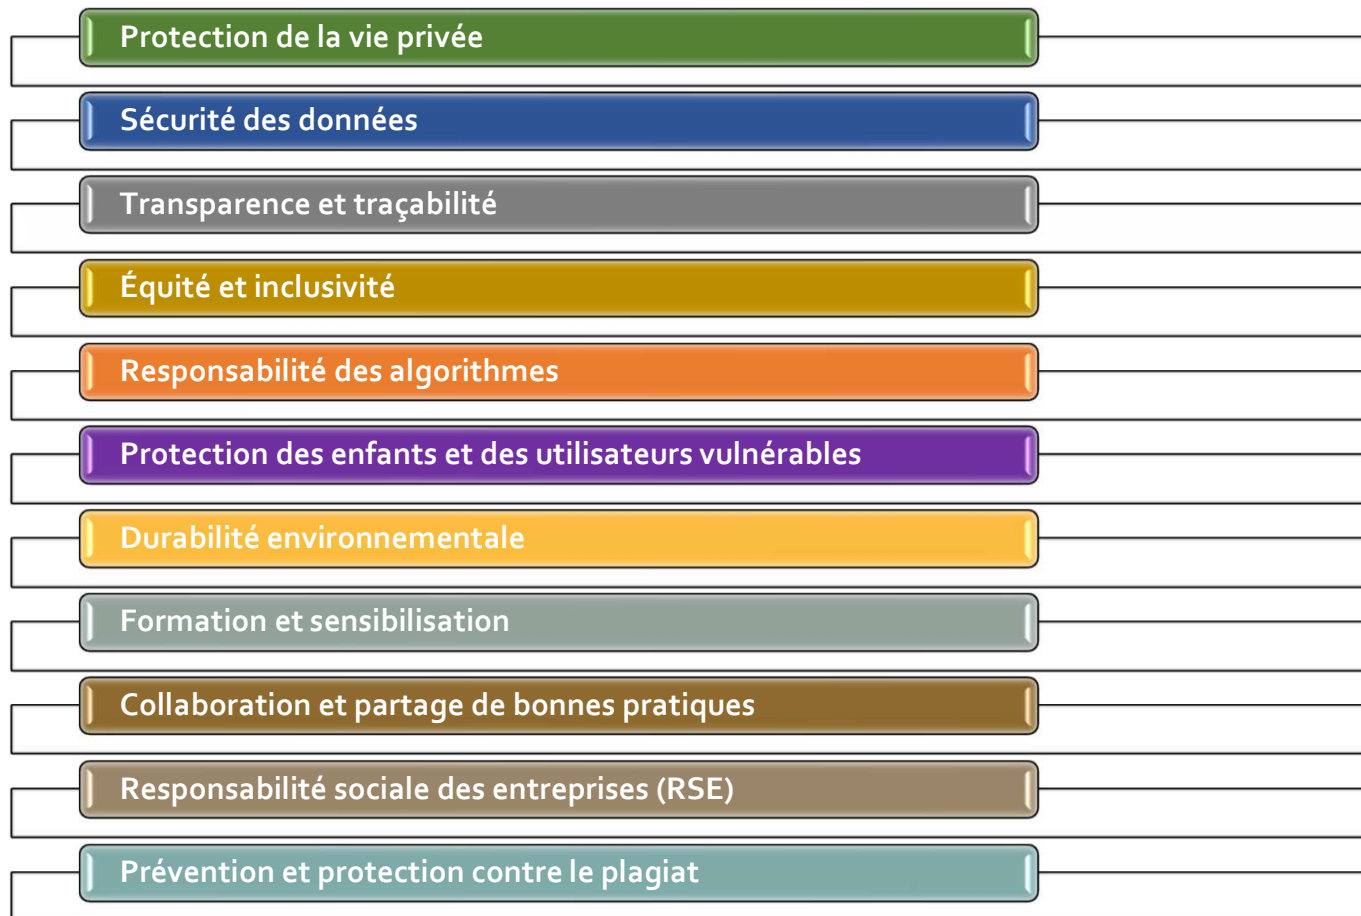 Protection de la vie privée
Sécurité des données
Transparence et traçabilité
Équité et inclusivité
Responsabilité des algorithmes
Protection des enfants et des utilisateurs vulnérables
Durabilité environnementale
Formation et sensibilisation
Collaboration et partage de bonnes pratiques
Responsabilité sociale des entreprises (RSE)
Prévention et protection contre le plagiat